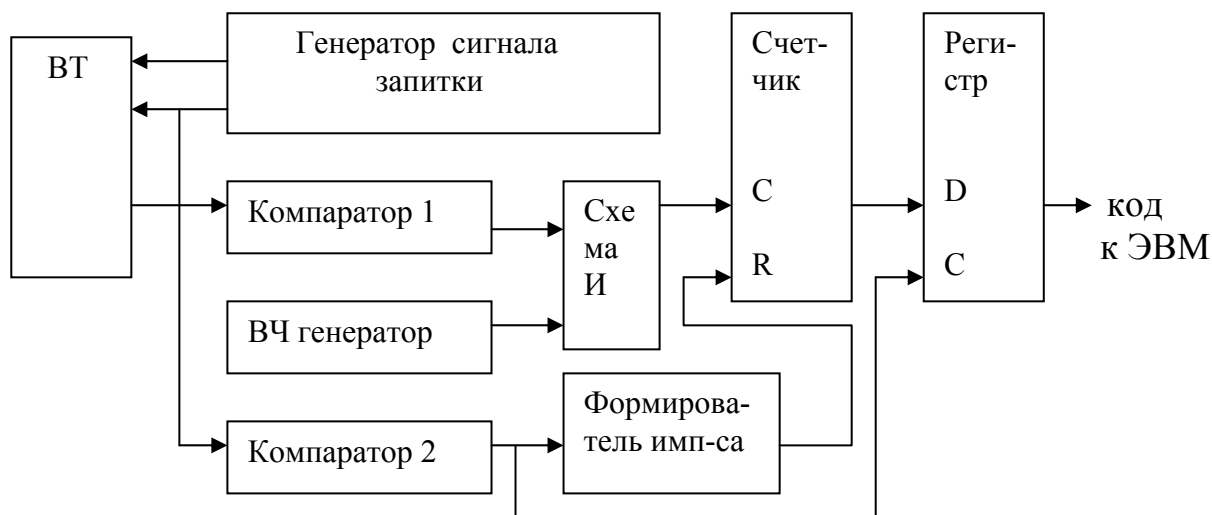 ВТ
Генератор сигнала
запитки
Счет-
чик
C
R
Реги-
стр
D
C
Компаратор 1
Схе
ма
И
код
к ЭВМ
ВЧ генератор
Формирова-
тель имп-са
Компаратор 2